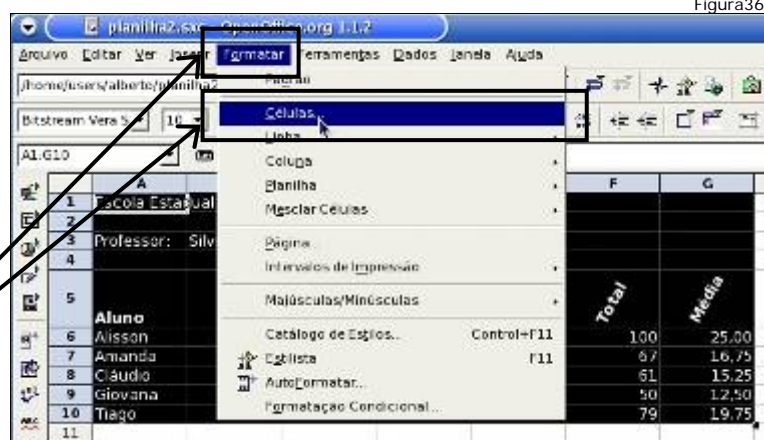 Figura36
planilha2.sxc - OpenOffice.org 1.1.2
Arquivo Editar Ver Inserir Formatar Ferramentas Dados Janela Ajuda
/home/users/alberto/planilha2
Padrão
Bitstream Vera S 10
Células...
Linha
A1:G10
Coluna
Planilha
Mesclar Células
Página...
Intervalos de Impressão
Maiúsculas/Minúsculas
Catálogo de Estilos... Control+F11
Estilista F11
AutoFormatar...
Formatação Condicional...
A F G
1 Escola Estadual
2
3 Professor: Silv
4
5 Aluno Total Média
6 Alisson 100 25,00
7 Amanda 67 16,75
8 Cláudio 61 15,25
9 Giovana 50 12,50
10 Tiago 79 19,75
11